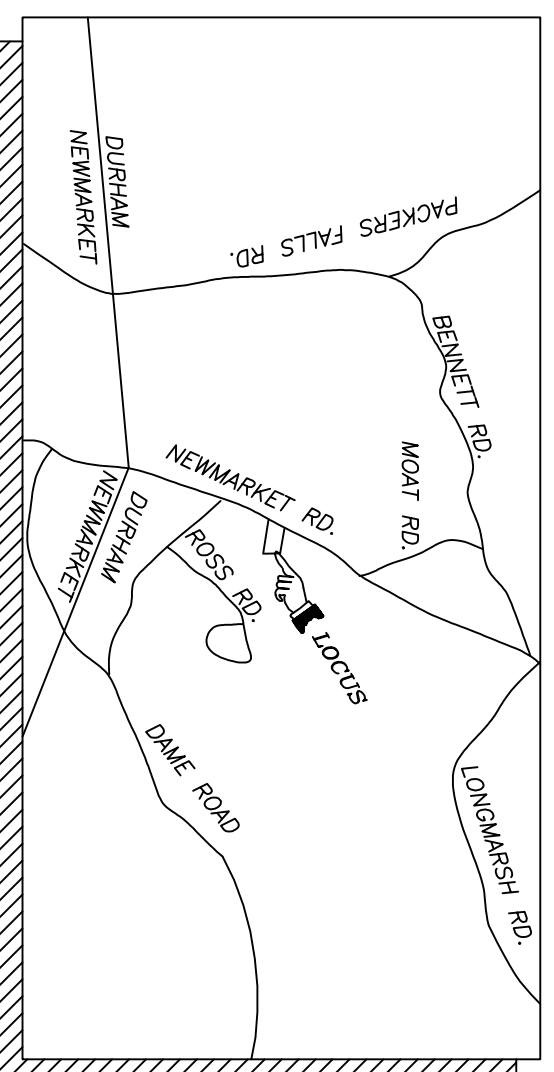 DURHAM
NEWMARKET
PACKERS FALLS RD.
BENNETT RD.
MOAT RD.
NEWMARKET RD.
DURHAM
NEWMARKET
ROSS RD.
LOCUS
DAME ROAD
LONGMARSH RD.